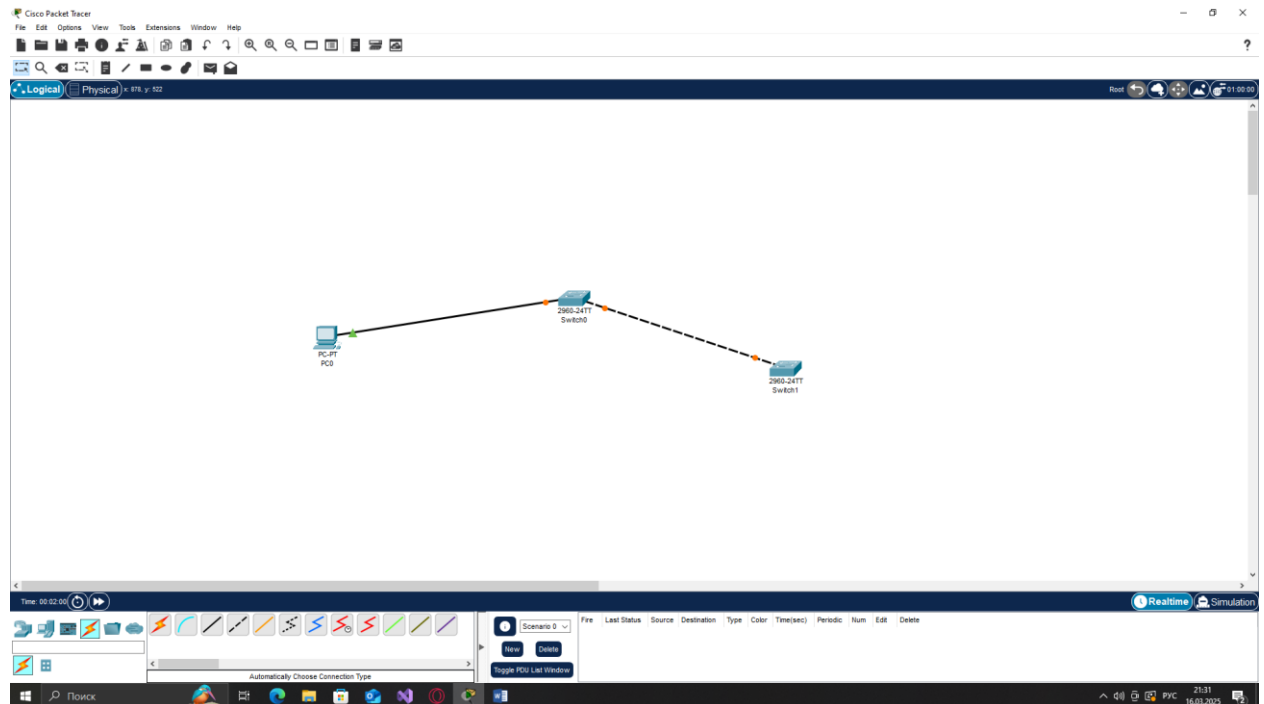 Cisco Packet Tracer
File Edit Options View Tools Extensions Window Help
?
Logical Physical x: 878, y: 522 Root 01:00:00
2960-24TT
Switch0
PC-PT
PC0
2960-24TT
Switch1
Time: 00:02:00 Realtime Simulation
Scenario 0 Fire Last Status Source Destination Type Color Time(sec) Periodic Num Edit Delete
New Delete
Toggle PDU List Window
Automatically Choose Connection Type
Поиск РУС 21:31
16.03.2025